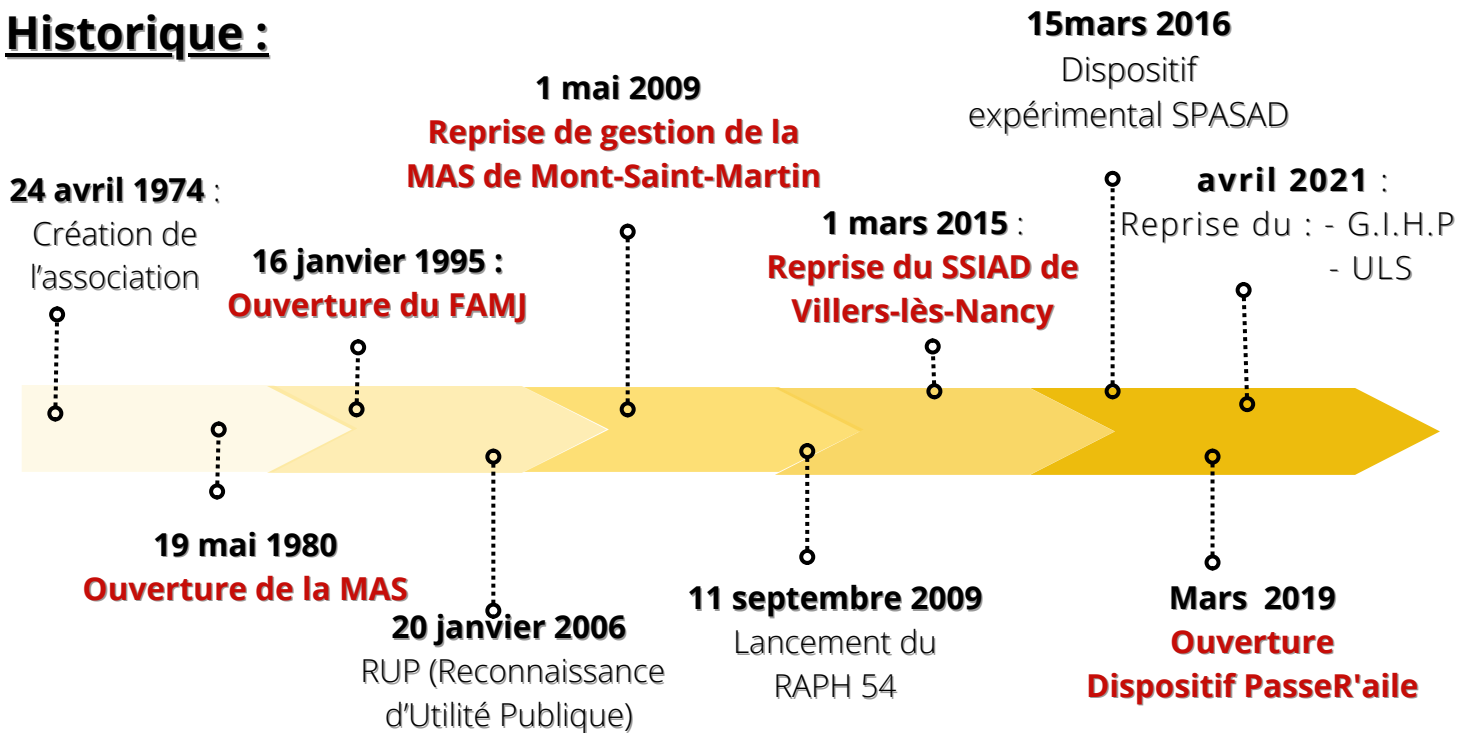 Historique :
24 avril 1974 :
Création de
l'association
19 mai 1980
Ouverture de la MAS
16 janvier 1995 :
Ouverture du FAMJ
20 janvier 2006
RUP (Reconnaissance
d'Utilité Publique)
1 mai 2009
Reprise de gestion de la
MAS de Mont-Saint-Martin
11 septembre 2009
Lancement du
RAPH 54
1 mars 2015 :
Reprise du SSIAD de
Villers-lès-Nancy
15mars 2016
Dispositif
expérimental SPASAD
Mars 2019
Ouverture
Dispositif PasseR'aile
avril 2021 :
Reprise du : - G.I.H.P
- ULS